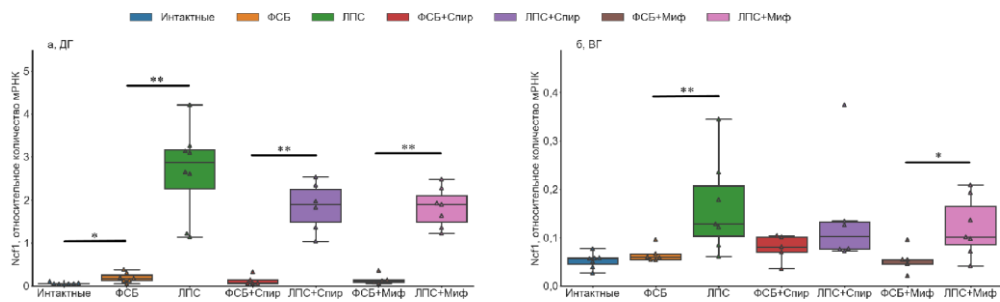 Интактные ФСБ ЛПС ФСБ+Спир ЛПС+Спир ФСБ+Миф ЛПС+Миф
а, ДГ
Ncf1, относительное количество мРНК
5
4
3
2
1
0
*
**
**
**
Интактные ФСБ ЛПС ФСБ+Спир ЛПС+Спир ФСБ+Миф ЛПС+Миф
б, ВГ
Ncf1, относительное количество мРНК
0,4
0,3
0,2
0,1
0,0
**
*
Интактные ФСБ ЛПС ФСБ+Спир ЛПС+Спир ФСБ+Миф ЛПС+Миф